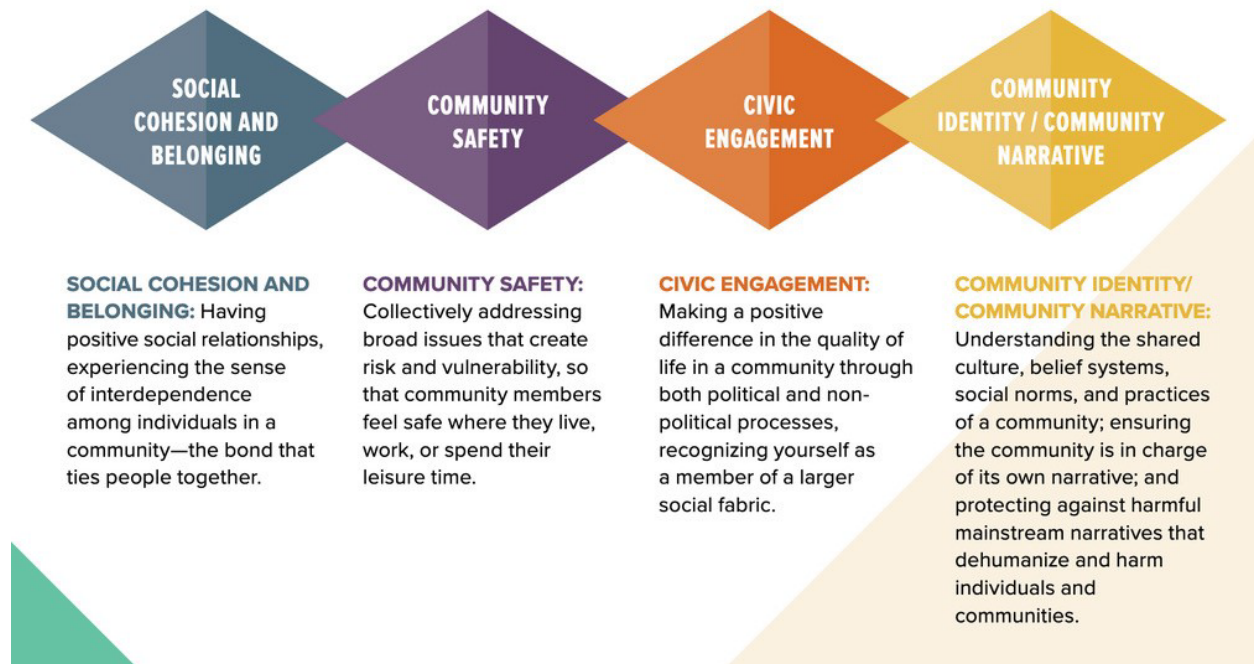 SOCIAL
COHESION AND
BELONGING
COMMUNITY
SAFETY
CIVIC
ENGAGEMENT
COMMUNITY
IDENTITY / COMMUNITY
NARRATIVE
SOCIAL COHESION AND
BELONGING: Having
positive social relationships,
experiencing the sense
of interdependence
among individuals in a
community—the bond that
ties people together.
COMMUNITY SAFETY:
Collectively addressing
broad issues that create
risk and vulnerability, so
that community members
feel safe where they live,
work, or spend their
leisure time.
CIVIC ENGAGEMENT:
Making a positive
difference in the quality of
life in a community through
both political and non-
political processes,
recognizing yourself as
a member of a larger
social fabric.
COMMUNITY IDENTITY/
COMMUNITY NARRATIVE:
Understanding the shared
culture, belief systems,
social norms, and practices
of a community; ensuring
the community is in charge
of its own narrative; and
protecting against harmful
mainstream narratives that
dehumanize and harm
individuals and
communities.